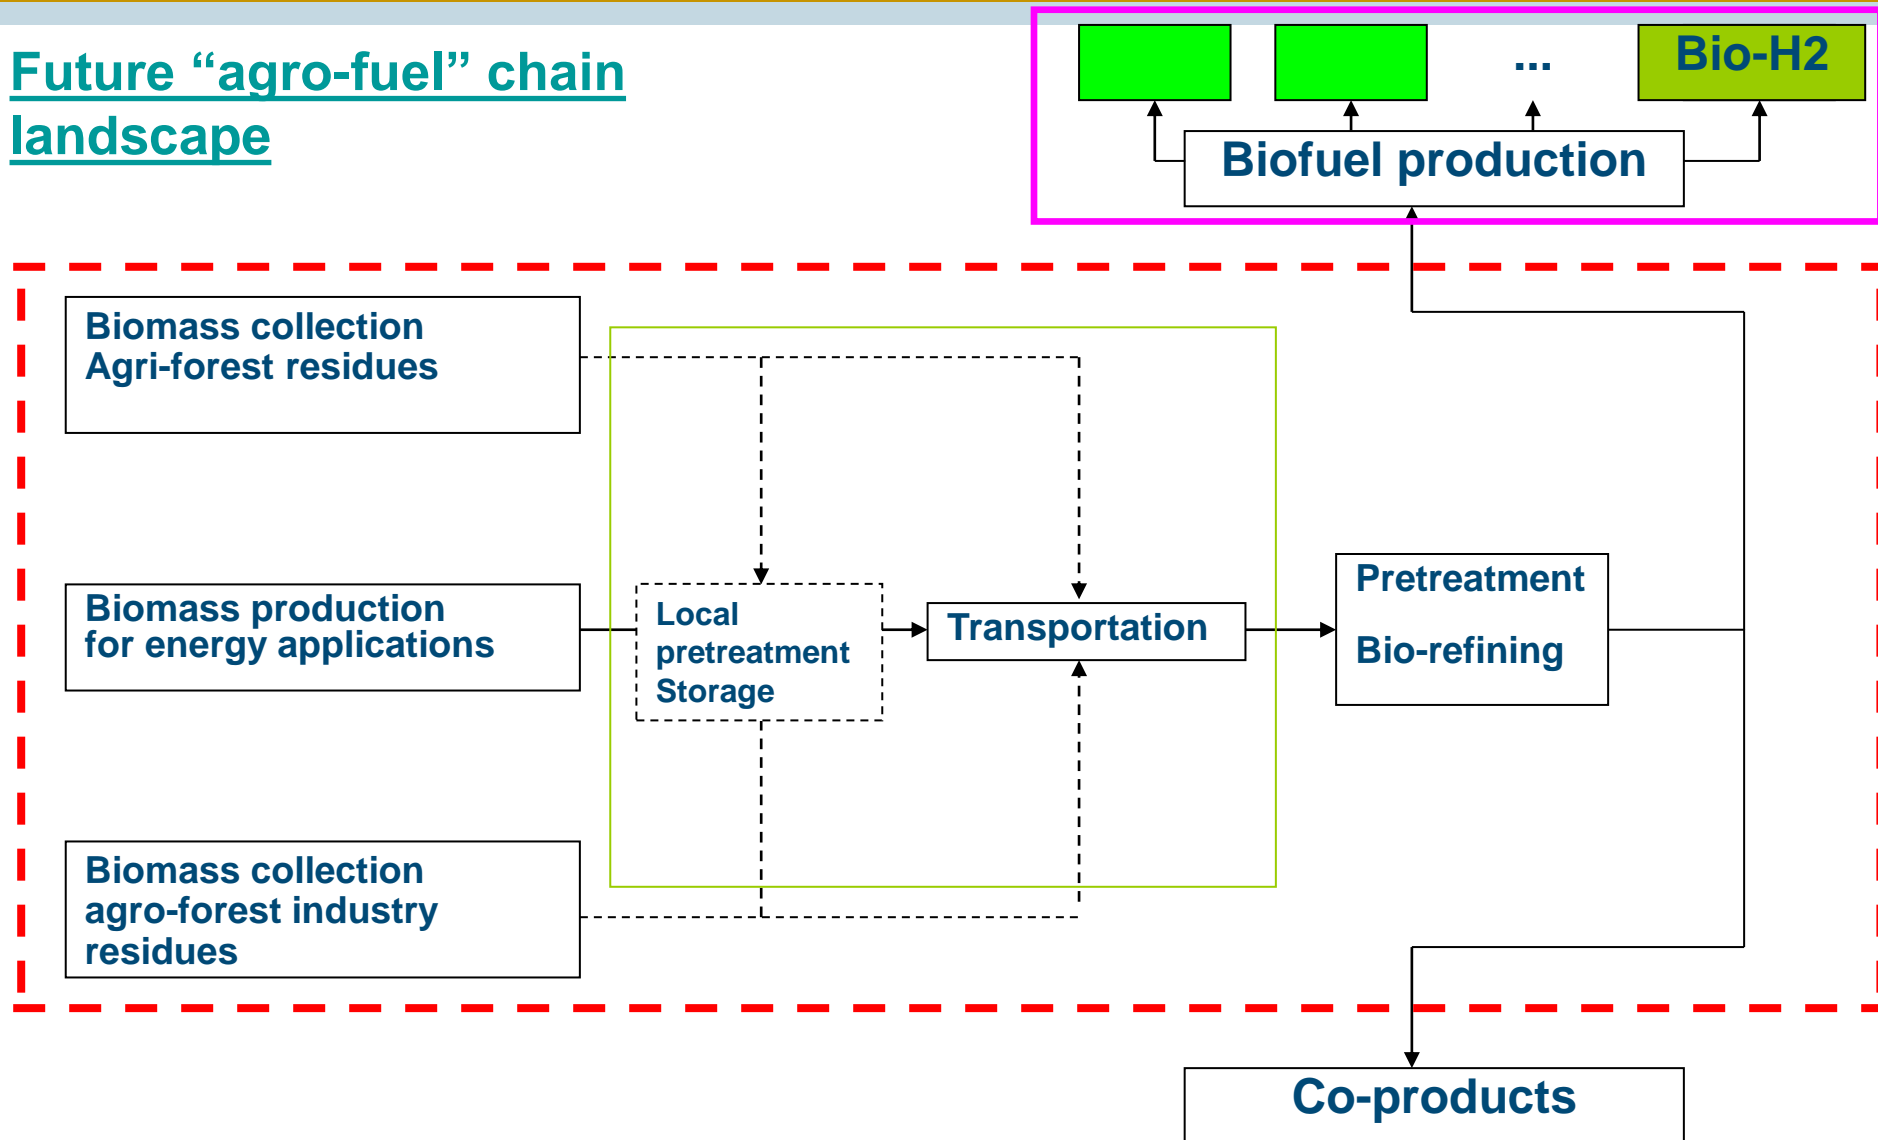 Future “agro-fuel” chain
landscape
...
Bio-H2
Biofuel production
Biomass collection
Agri-forest residues
Biomass production
for energy applications
Local
pretreatment
Storage
Transportation
Pretreatment
Bio-refining
Biomass collection
agro-forest industry
residues
Co-products